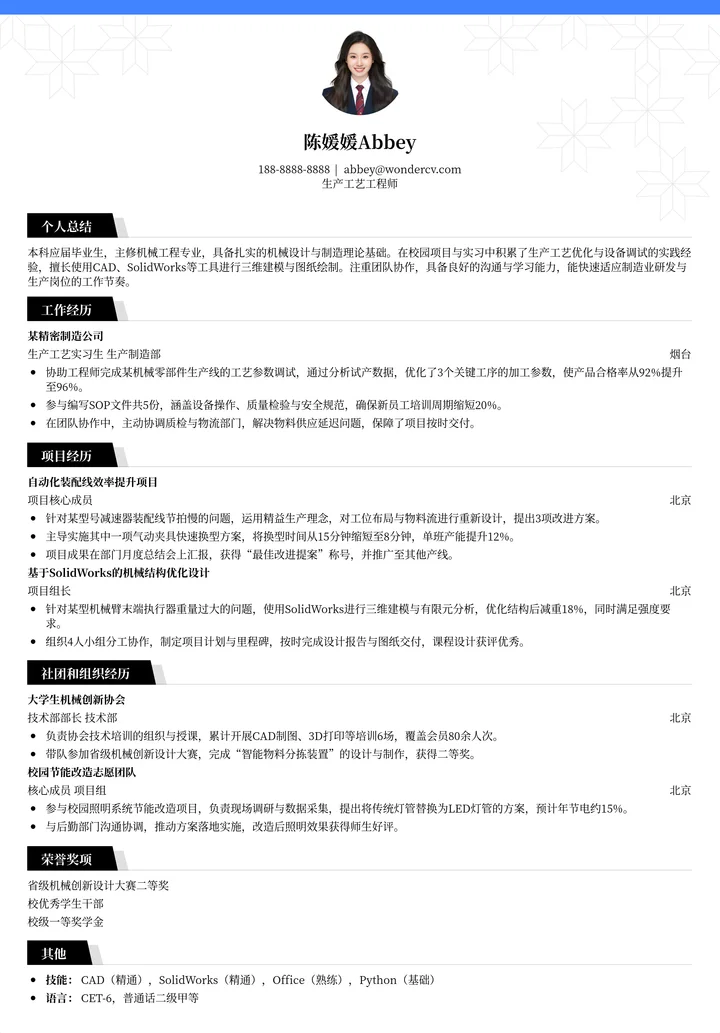 陈媛媛Abbey
188-8888-8888 | abbey@wondercv.com
生产工艺工程师
个人总结
本科应届毕业生，主修机械工程专业，具备扎实的机械设计与制造理论基础。在校园项目与实习中积累了生产工艺优化与设备调试的实践经
验，擅长使用CAD、SolidWorks等工具进行三维建模与图纸绘制。注重团队协作，具备良好的沟通与学习能力，能快速适应制造业研发与
生产岗位的工作节奏。
工作经历
某精密制造公司
生产工艺实习生 生产制造部 烟台
• 协助工程师完成某机械零部件生产线的工艺参数调试，通过分析试产数据，优化了3个关键工序的加工参数，使产品合格率从92%提升
至96%。
• 参与编写SOP文件共5份，涵盖设备操作、质量检验与安全规范，确保新员工培训周期缩短20%。
• 在团队协作中，主动协调质检与物流部门，解决物料供应延迟问题，保障了项目按时交付。
项目经历
自动化装配线效率提升项目
项目核心成员 北京
• 针对某型号减速器装配线节拍慢的问题，运用精益生产理念，对工位布局与物料流进行重新设计，提出3项改进方案。
• 主导实施其中一项气动夹具快速换型方案，将换型时间从15分钟缩短至8分钟，单班产能提升12%。
• 项目成果在部门月度总结会上汇报，获得“最佳改进提案”称号，并推广至其他产线。
基于SolidWorks的机械结构优化设计
项目组长 北京
• 针对某型机械臂末端执行器重量过大的问题，使用SolidWorks进行三维建模与有限元分析，优化结构后减重18%，同时满足强度要
求。
• 组织4人小组分工协作，制定项目计划与里程碑，按时完成设计报告与图纸交付，课程设计获评优秀。
社团和组织经历
大学生机械创新协会
技术部部长 技术部 北京
• 负责协会技术培训的组织与授课，累计开展CAD制图、3D打印等培训6场，覆盖会员80余人次。
• 带队参加省级机械创新设计大赛，完成“智能物料分拣装置”的设计与制作，获得二等奖。
校园节能改造志愿团队
核心成员 项目组 北京
• 参与校园照明系统节能改造项目，负责现场调研与数据采集，提出将传统灯管替换为LED灯管的方案，预计年节电约15%。
• 与后勤部门沟通协调，推动方案落地实施，改造后照明效果获得师生好评。
荣誉奖项
省级机械创新设计大赛二等奖
校优秀学生干部
校级一等奖学金
其他
• 技能： CAD（精通）, SolidWorks（精通）, Office（熟练）, Python（基础）
• 语言： CET-6，普通话二级甲等